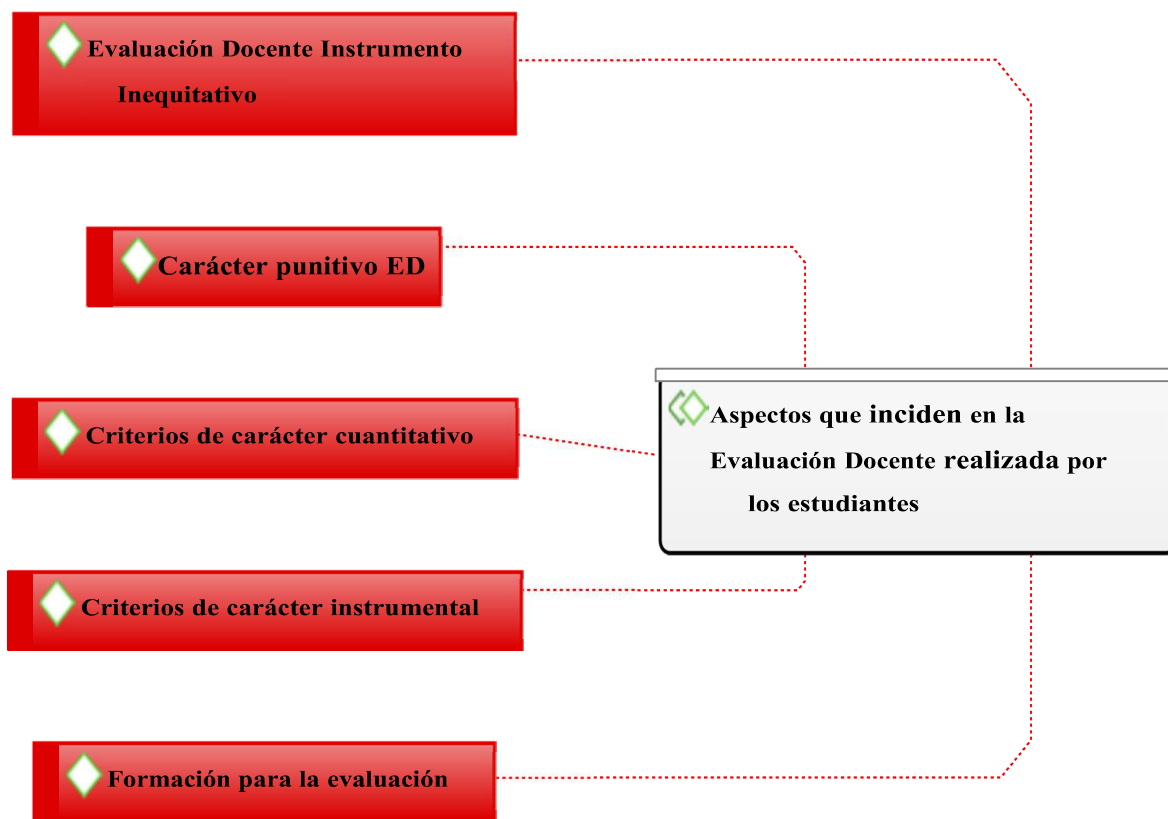 Evaluación Docente Instrumento
Inequitativo
Carácter punitivo ED
Criterios de carácter cuantitativo
Aspectos que inciden en la
Evaluación Docente realizada por
los estudiantes
Criterios de carácter instrumental
Formación para la evaluación